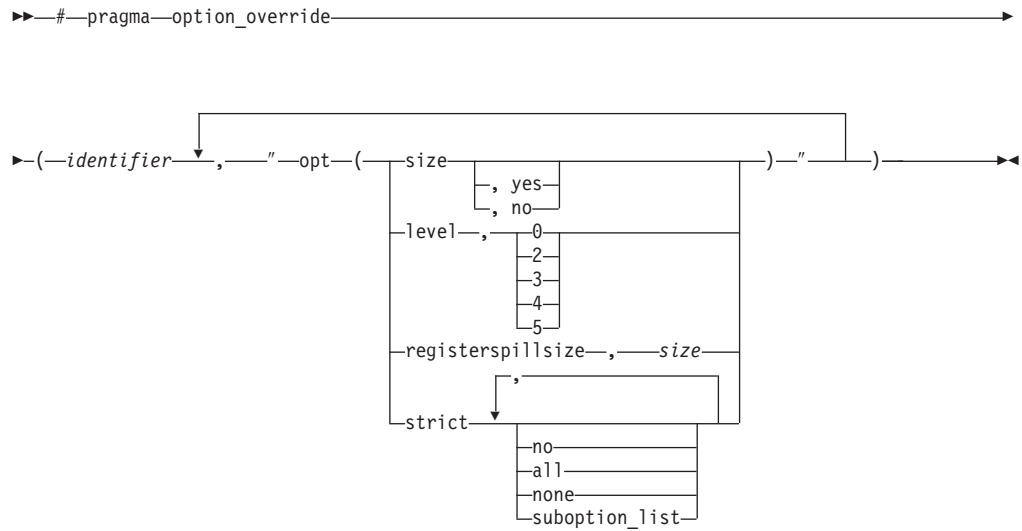 # pragma option_override
( identifier , " opt ( size ) " )
, yes
, no
level , 0
2
3
4
5
registerspillsize , size
,
strict
no
all
none
suboption_list